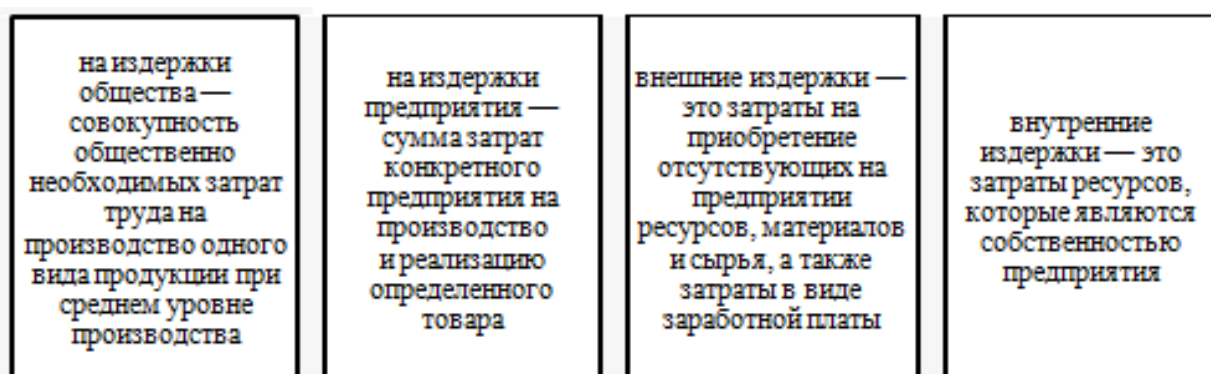 на издержки
общества —
совокупность
общественно
необходимых затрат
труда на
производство одного
вида продукции при
среднем уровне
производства
на издержки
предприятия —
сумма затрат
конкретного
предприятия на
производство
и реализацию
определенного
товара
внешние издержки —
это затраты на
приобретение
отсутствующих на
предприятии
ресурсов, материалов
и сырья, а также
затраты в виде
заработной платы
внутренние
издержки — это
затраты ресурсов,
которые являются
собственностью
предприятия